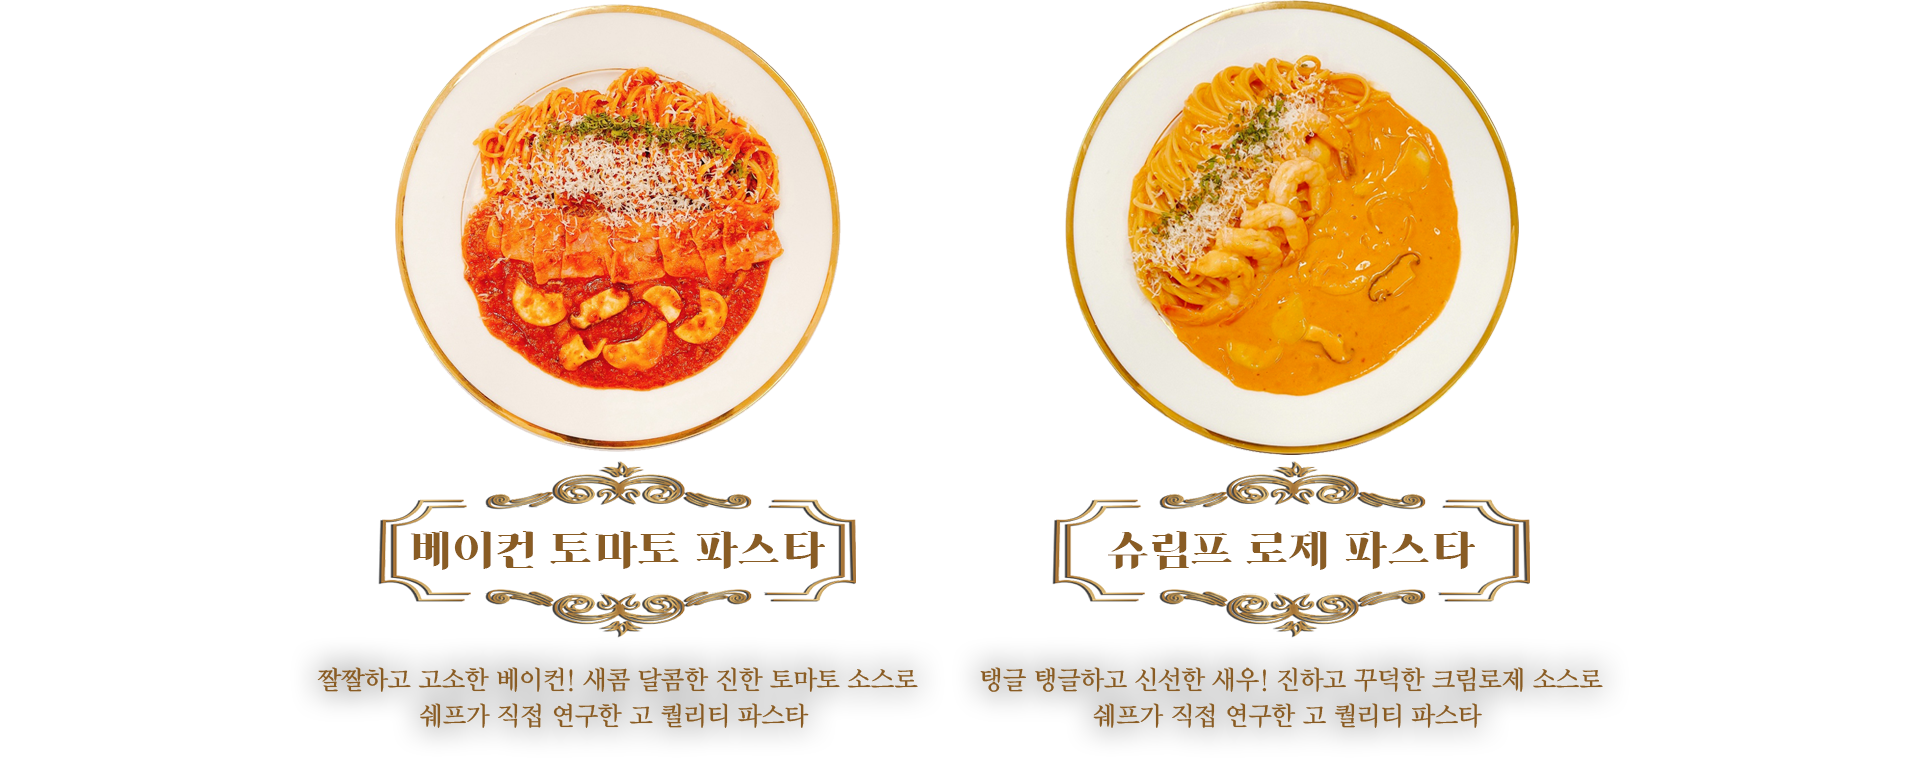 베이컨 토마토 파스타
짤짤하고 고소한 베이컨! 새콤 달콤한 진한 토마토 소스로
쉐프가 직접 연구한 고 퀄리티 파스타
슈림프 로제 파스타
탱글 탱글하고 신선한 새우! 진하고 꾸덕한 크림로제 소스로
쉐프가 직접 연구한 고 퀄리티 파스타